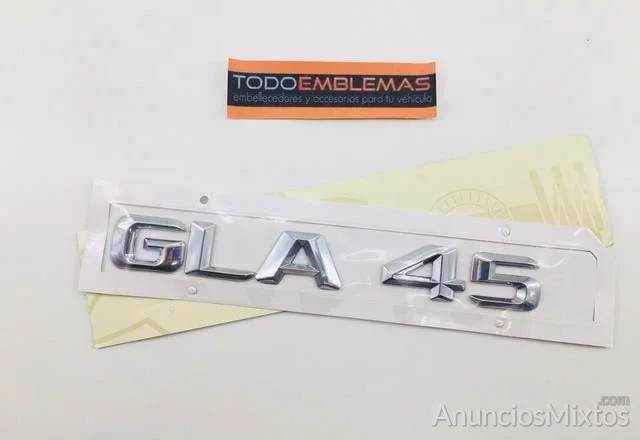 TODOEMBLEMAS
embellecedores y accesorios para tu vehículo
GLA 45
.com
AnunciosMixtos